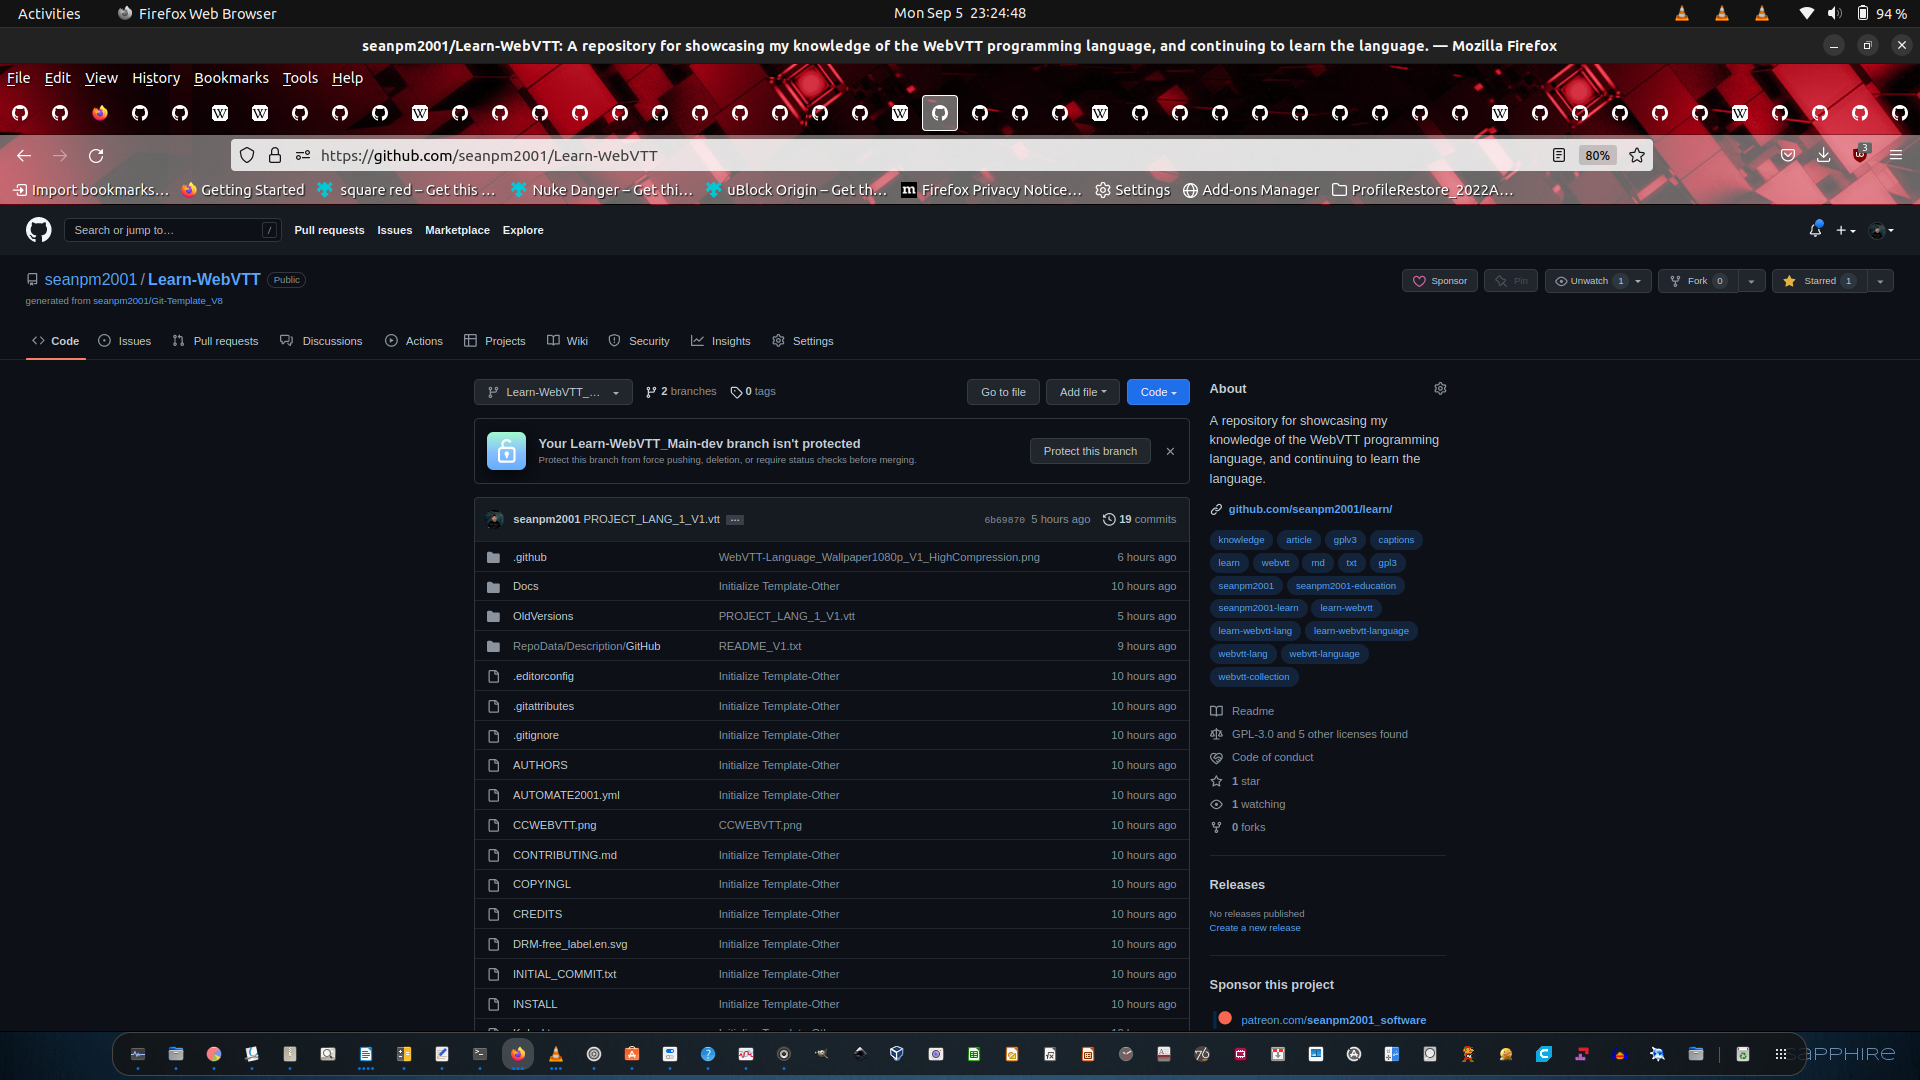 Activities Firefox Web Browser Mon Sep 5 23:24:48 94 %
seanpm2001/Learn-WebVTT: A repository for showcasing my knowledge of the WebVTT programming language, and continuing to learn the language. — Mozilla Firefox
File Edit View History Bookmarks Tools Help
https://github.com/seanpm2001/Learn-WebVTT 80% 3
Import bookmarks… Getting Started square red – Get this … Nuke Danger – Get thi… uBlock Origin – Get th… Firefox Privacy Notice… Settings Add-ons Manager ProfileRestore_2022A…
Search or jump to… / Pull requests Issues Marketplace Explore
seanpm2001 / Learn-WebVTT Public Sponsor Pin Unwatch 1 Fork 0 Starred 1
generated from seanpm2001/Git-Template_V8
Code Issues Pull requests Discussions Actions Projects Wiki Security Insights Settings
Learn-WebVTT_… 2 branches 0 tags Go to file Add file Code
Your Learn-WebVTT_Main-dev branch isn't protected
Protect this branch from force pushing, deletion, or require status checks before merging.
Protect this branch
seanpm2001 PROJECT_LANG_1_V1.vtt … 6b69870 5 hours ago 19 commits
.github WebVTT-Language_Wallpaper1080p_V1_HighCompression.png 6 hours ago
Docs Initialize Template-Other 10 hours ago
OldVersions PROJECT_LANG_1_V1.vtt 5 hours ago
RepoData/Description/GitHub README_V1.txt 9 hours ago
.editorconfig Initialize Template-Other 10 hours ago
.gitattributes Initialize Template-Other 10 hours ago
.gitignore Initialize Template-Other 10 hours ago
AUTHORS Initialize Template-Other 10 hours ago
AUTOMATE2001.yml Initialize Template-Other 10 hours ago
CCWEBVTT.png CCWEBVTT.png 10 hours ago
CONTRIBUTING.md Initialize Template-Other 10 hours ago
COPYINGL Initialize Template-Other 10 hours ago
CREDITS Initialize Template-Other 10 hours ago
DRM-free_label.en.svg Initialize Template-Other 10 hours ago
INITIAL_COMMIT.txt Initialize Template-Other 10 hours ago
INSTALL Initialize Template-Other 10 hours ago
About
A repository for showcasing my
knowledge of the WebVTT programming
language, and continuing to learn the
language.
github.com/seanpm2001/learn/
knowledge article gplv3 captions
learn webvtt md txt gpl3
seanpm2001 seanpm2001-education
seanpm2001-learn learn-webvtt
learn-webvtt-lang learn-webvtt-language
webvtt-lang webvtt-language
webvtt-collection
Readme
GPL-3.0 and 5 other licenses found
Code of conduct
1 star
1 watching
0 forks
Releases
No releases published
Create a new release
Sponsor this project
patreon.com/seanpm2001_software
SAPPHIRE